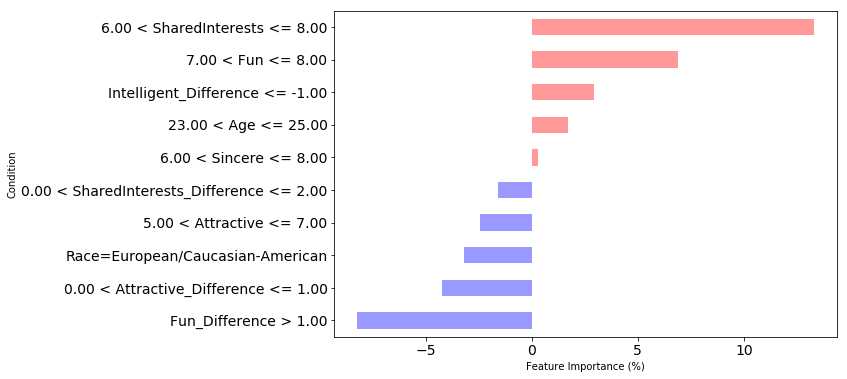 6.00 < SharedInterests <= 8.00
7.00 < Fun <= 8.00
Intelligent_Difference <= -1.00
23.00 < Age <= 25.00
6.00 < Sincere <= 8.00
0.00 < SharedInterests_Difference <= 2.00
5.00 < Attractive <= 7.00
Race=European/Caucasian-American
0.00 < Attractive_Difference <= 1.00
Fun_Difference > 1.00
Condition
−5 0 5 10
Feature Importance (%)